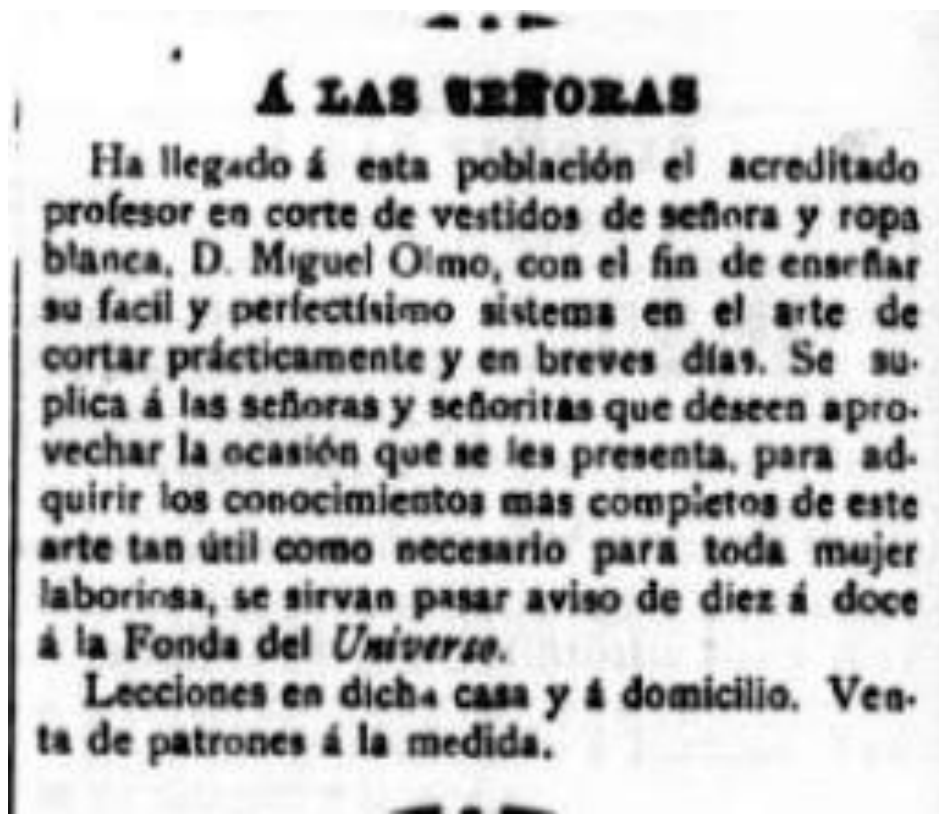 Á LAS SEÑORAS
Ha llegado á esta población el acreditado
profesor en corte de vestidos de señora y ropa
blanca, D. Miguel Olmo, con el fin de enseñar
su facil y perfectísimo sistema en el arte de
cortar prácticamente y en breves días. Se su-
plica á las señoras y señoritas que deseen apro-
vechar la ocasión que se les presenta, para ad-
quirir los conocimientos mas completos de este
arte tan útil como necesario para toda mujer
laboriosa, se sirvan pasar aviso de diez á doce
á la Fonda del Universo.
Lecciones en dicha casa y á domicilio. Ven-
ta de patrones á la medida.